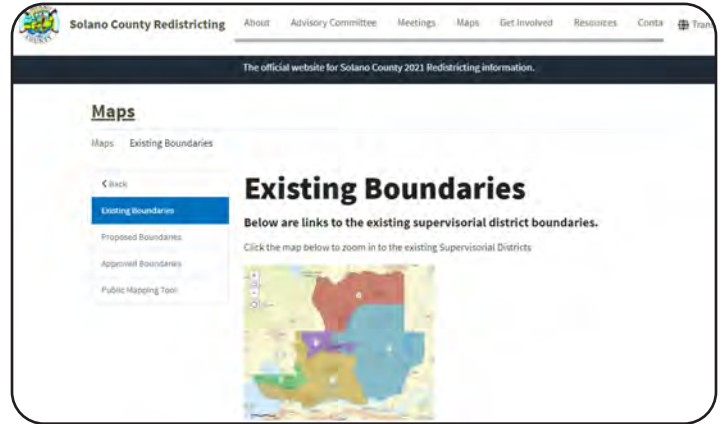 Solano County Redistricting
About Advisory Committee Meetings Maps Get Involved Resources Conta Tran
The official website for Solano County 2021 Redistricting information.
Maps
Maps Existing Boundaries
Back
Existing Boundaries
Proposed Boundaries
Approved Boundaries
Public Mapping Tool
Existing Boundaries
Below are links to the existing supervisorial district boundaries.
Click the map below to zoom in to the existing Supervisorial Districts